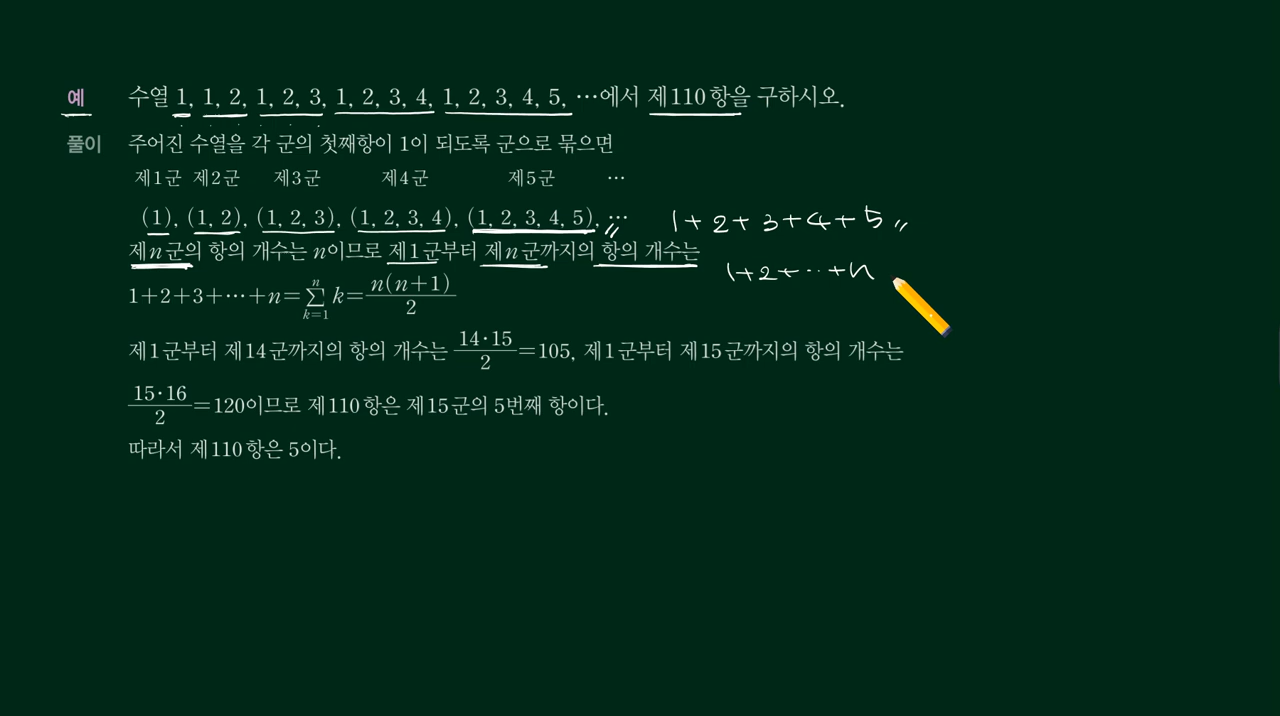 예 수열 1, 1, 2, 1, 2, 3, 1, 2, 3, 4, 1, 2, 3, 4, 5, …에서 제110항을 구하시오.
풀이 주어진 수열을 각 군의 첫째항이 1이 되도록 군으로 묶으면
제1군 제2군 제3군 제4군 제5군 …
(1), (1, 2), (1, 2, 3), (1, 2, 3, 4), (1, 2, 3, 4, 5), … 1+2+3+4+5
제n군의 항의 개수는 n이므로 제1군부터 제n군까지의 항의 개수는
1+2+⋯+n
1+2+3+⋯+n=∑_{k=1}^{n} k=n(n+1)/2
제1군부터 제14군까지의 항의 개수는 14·15/2=105, 제1군부터 제15군까지의 항의 개수는
15·16/2=120이므로 제110항은 제15군의 5번째 항이다.
따라서 제110항은 5이다.